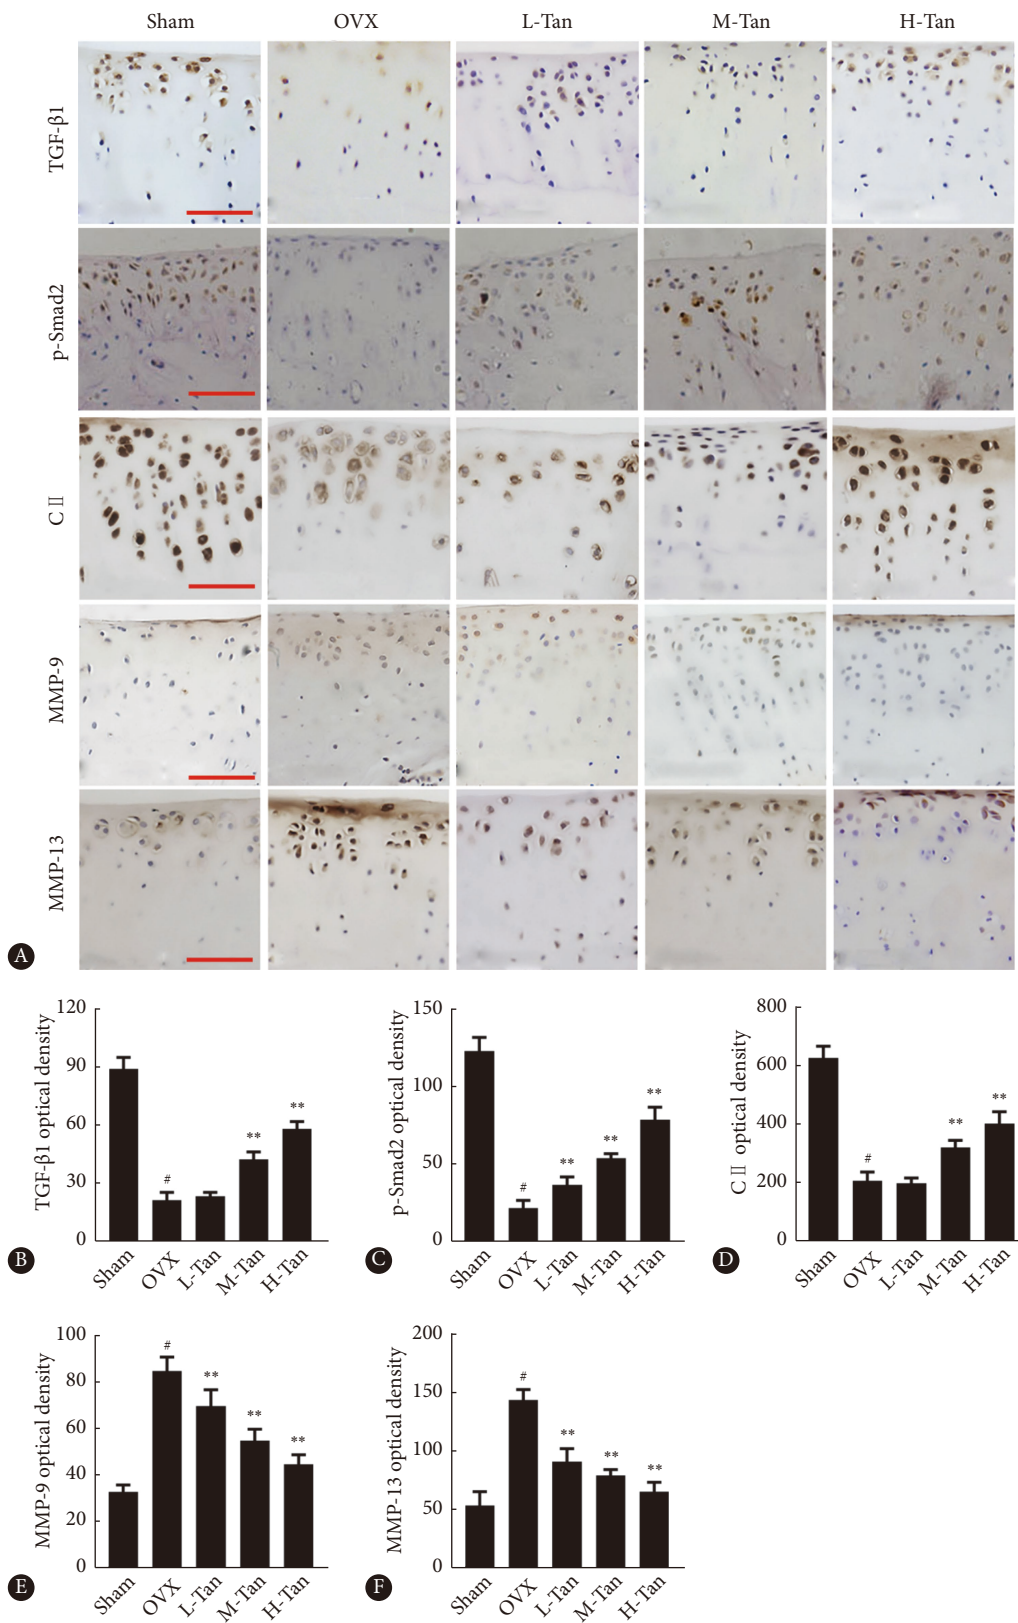 Sham OVX L-Tan M-Tan H-Tan
TGF-β1
p-Smad2
CⅡ
MMP-9
MMP-13
A
TGF-β1 optical density
120
90
60
30
0
#
**
**
Sham OVX L-Tan M-Tan H-Tan
B
p-Smad2 optical density
150
100
50
0
#
**
**
**
Sham OVX L-Tan M-Tan H-Tan
C
CⅡ optical density
800
600
400
200
0
#
**
**
Sham OVX L-Tan M-Tan H-Tan
D
MMP-9 optical density
100
80
60
40
20
0
#
**
**
**
Sham OVX L-Tan M-Tan H-Tan
E
MMP-13 optical density
200
150
100
50
0
#
**
**
**
Sham OVX L-Tan M-Tan H-Tan
F